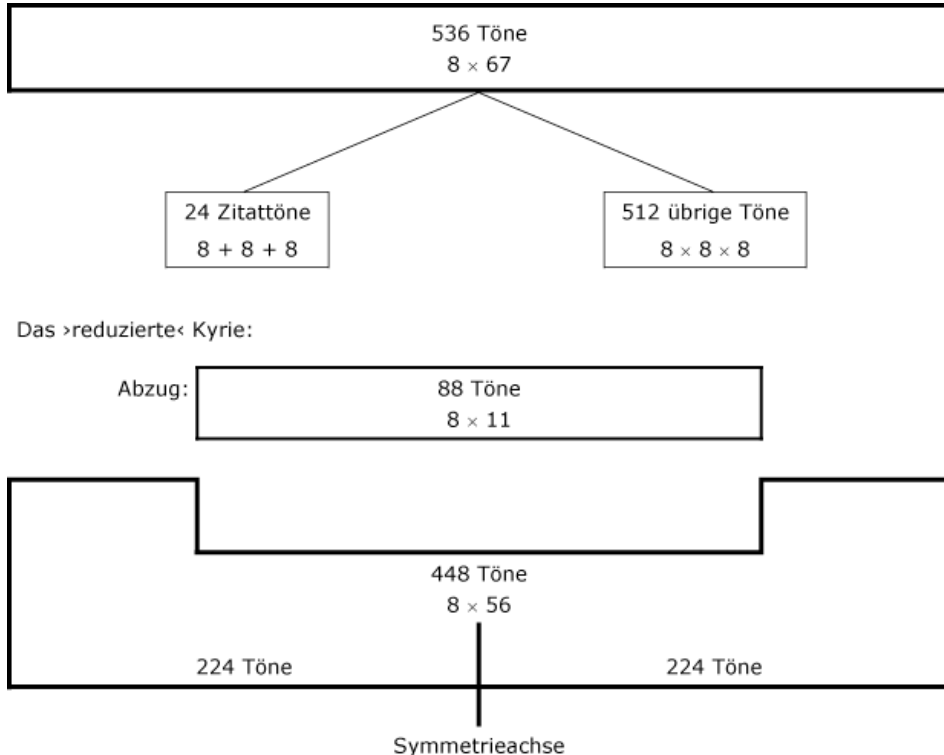 536 Töne
8 × 67
24 Zitattöne
8 + 8 + 8
512 übrige Töne
8 × 8 × 8
Das ›reduzierte‹ Kyrie:
Abzug:
88 Töne
8 × 11
448 Töne
8 × 56
224 Töne
224 Töne
Symmetrieachse